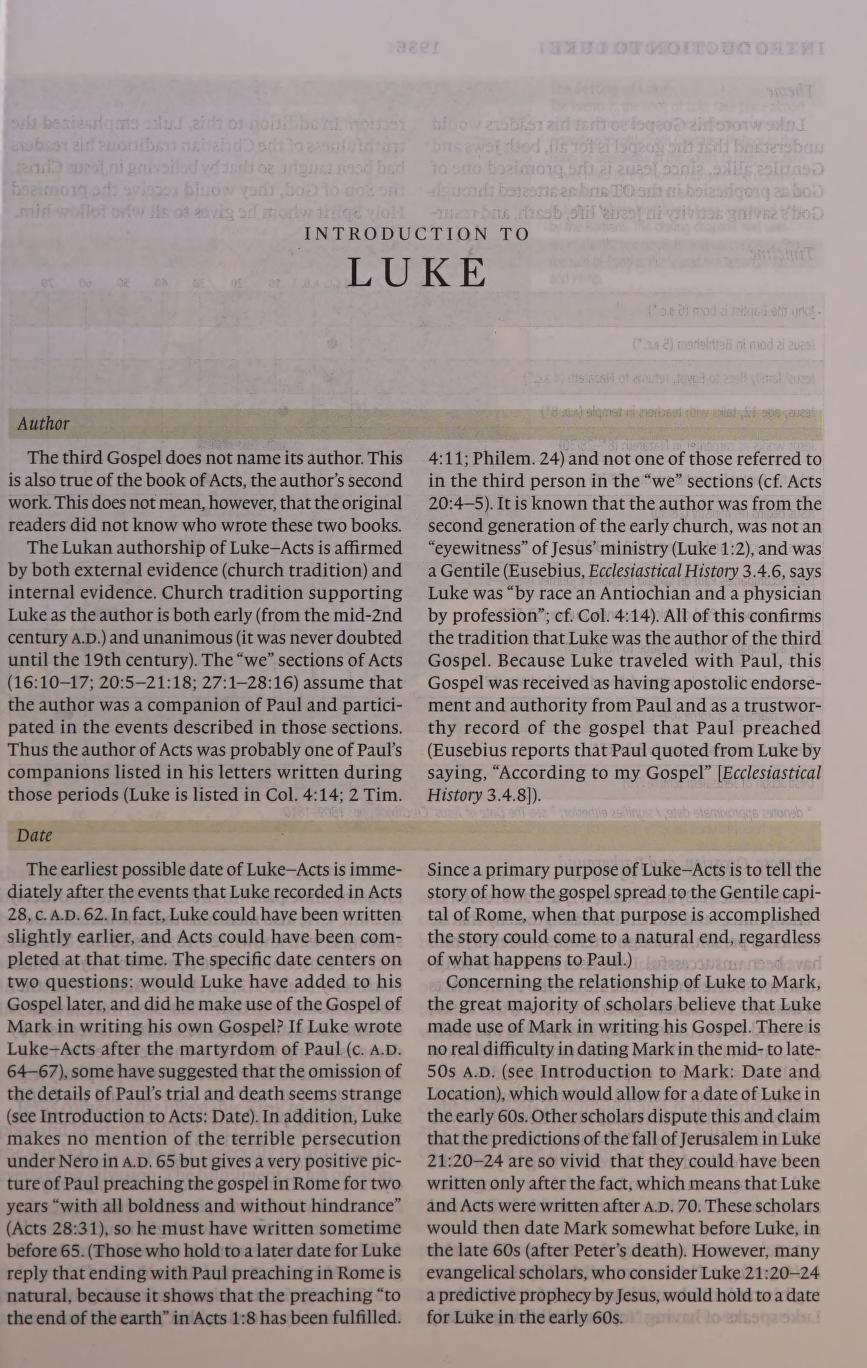 INTRODUCTION TO
LUKE
Author
The third Gospel does not name its author. This
is also true of the book of Acts, the author's second
work. This does not mean, however, that the original
readers did not know who wrote these two books.
The Lukan authorship of Luke–Acts is affirmed
by both external evidence (church tradition) and
internal evidence. Church tradition supporting
Luke as the author is both early (from the mid-2nd
century A.D.) and unanimous (it was never doubted
until the 19th century). The “we” sections of Acts
(16:10–17; 20:5–21:18; 27:1–28:16) assume that
the author was a companion of Paul and partici-
pated in the events described in those sections.
Thus the author of Acts was probably one of Paul's
companions listed in his letters written during
those periods (Luke is listed in Col. 4:14; 2 Tim.
4:11; Philem. 24) and not one of those referred to
in the third person in the “we” sections (cf. Acts
20:4–5). It is known that the author was from the
second generation of the early church, was not an
“eyewitness” of Jesus' ministry (Luke 1:2), and was
a Gentile (Eusebius, Ecclesiastical History 3.4.6, says
Luke was “by race an Antiochian and a physician
by profession”; cf. Col. 4:14). All of this confirms
the tradition that Luke was the author of the third
Gospel. Because Luke traveled with Paul, this
Gospel was received as having apostolic endorse-
ment and authority from Paul and as a trustwor-
thy record of the gospel that Paul preached
(Eusebius reports that Paul quoted from Luke by
saying, “According to my Gospel” [Ecclesiastical
History 3.4.8]).
Date
The earliest possible date of Luke–Acts is imme-
diately after the events that Luke recorded in Acts
28, c. A.D. 62. In fact, Luke could have been written
slightly earlier, and Acts could have been com-
pleted at that time. The specific date centers on
two questions: would Luke have added to his
Gospel later, and did he make use of the Gospel of
Mark in writing his own Gospel? If Luke wrote
Luke–Acts after the martyrdom of Paul (c. A.D.
64–67), some have suggested that the omission of
the details of Paul's trial and death seems strange
(see Introduction to Acts: Date). In addition, Luke
makes no mention of the terrible persecution
under Nero in A.D. 65 but gives a very positive pic-
ture of Paul preaching the gospel in Rome for two
years “with all boldness and without hindrance”
(Acts 28:31), so he must have written sometime
before 65. (Those who hold to a later date for Luke
reply that ending with Paul preaching in Rome is
natural, because it shows that the preaching “to
the end of the earth” in Acts 1:8 has been fulfilled.
Since a primary purpose of Luke–Acts is to tell the
story of how the gospel spread to the Gentile capi-
tal of Rome, when that purpose is accomplished
the story could come to a natural end, regardless
of what happens to Paul.)
Concerning the relationship of Luke to Mark,
the great majority of scholars believe that Luke
made use of Mark in writing his Gospel. There is
no real difficulty in dating Mark in the mid- to late-
50s A.D. (see Introduction to Mark: Date and
Location), which would allow for a date of Luke in
the early 60s. Other scholars dispute this and claim
that the predictions of the fall of Jerusalem in Luke
21:20–24 are so vivid that they could have been
written only after the fact, which means that Luke
and Acts were written after A.D. 70. These scholars
would then date Mark somewhat before Luke, in
the late 60s (after Peter's death). However, many
evangelical scholars, who consider Luke 21:20–24
a predictive prophecy by Jesus, would hold to a date
for Luke in the early 60s.